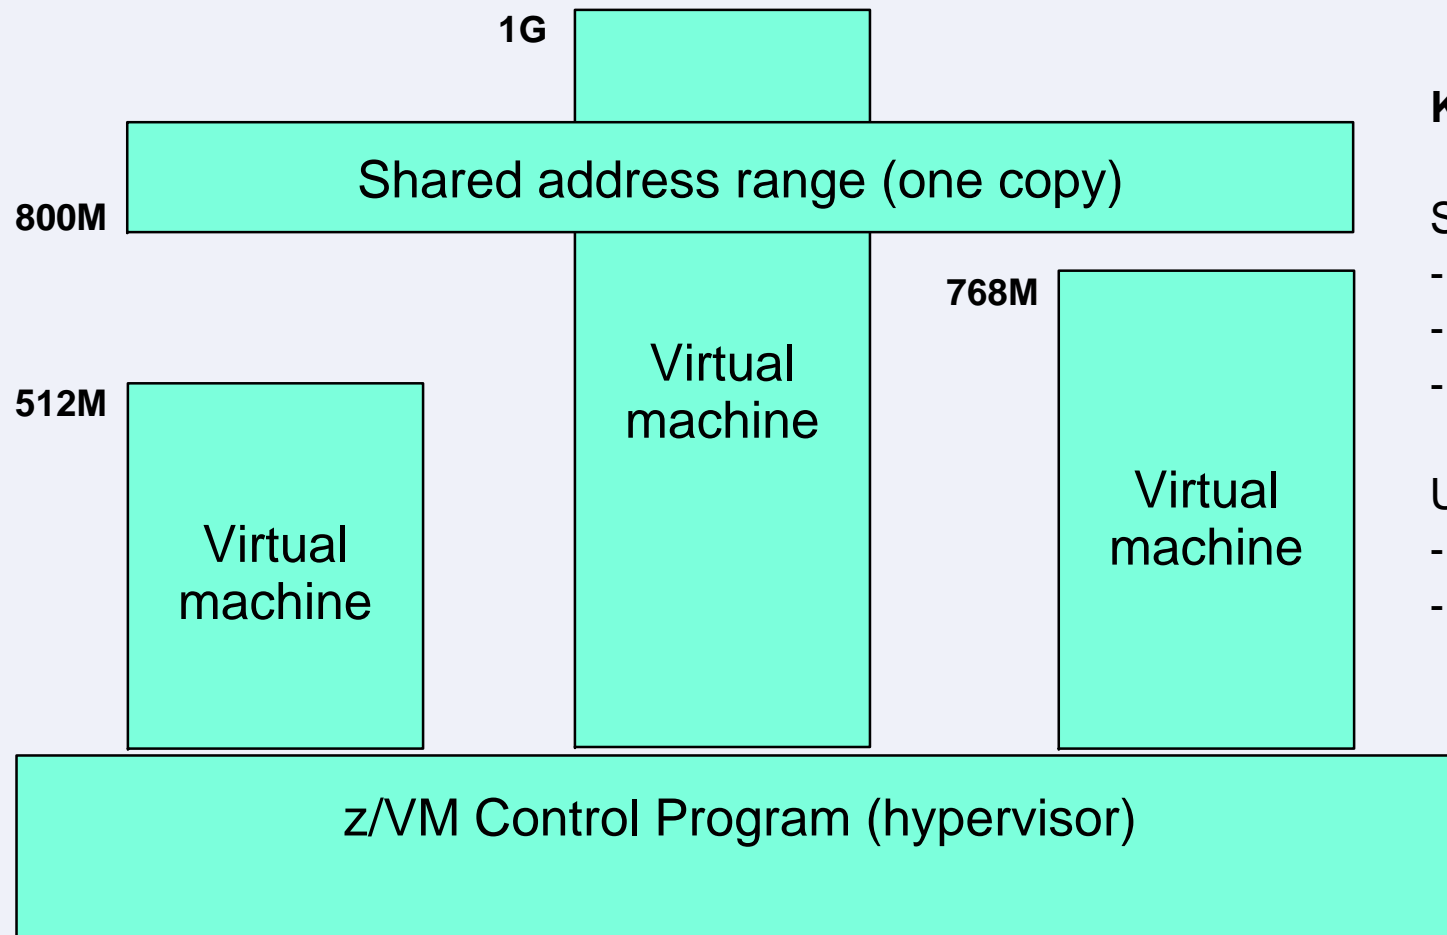 1G
Shared address range (one copy)
800M
768M
Virtual
machine
512M
Virtual
machine
Virtual
machine
z/VM Control Program (hypervisor)
K
S
-
-
-
U
-
-